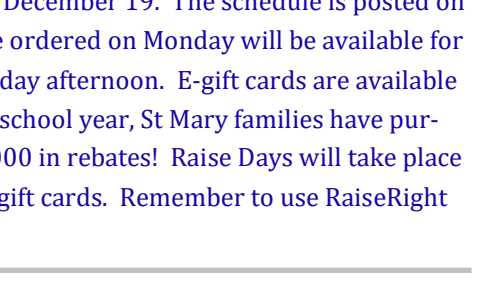 December 19. The schedule is posted on
ordered on Monday will be available for
day afternoon. E-gift cards are available
school year, St Mary families have pur-
000 in rebates! Raise Days will take place
gift cards. Remember to use RaiseRight